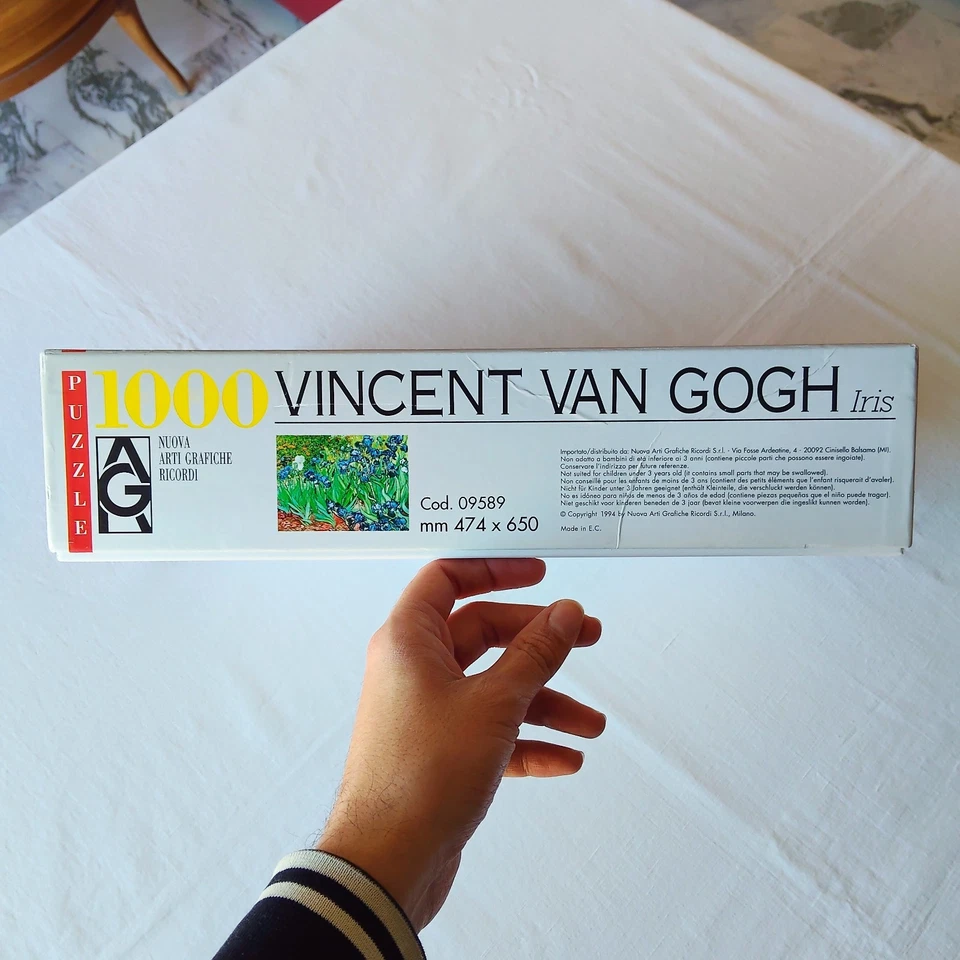 PUZZLE
1000
VINCENT VAN GOGH Iris
AGR
NUOVA
ARTI GRAFICHE
RICORDI
Cod. 09589
mm 474 x 650
Importato/distribuito da: Nuova Arti Grafiche Ricordi S.r.l. - Via Fosse Ardeatine, 4 - 20092 Cinisello Balsamo (MI).
Non adatto a bambini di età inferiore ai 3 anni (contiene piccole parti che possono essere ingoiate).
Conservare l'indirizzo per future referenze.
Not suited for children under 3 years old (it contains small parts that may be swallowed).
Non conseillé pour les enfants de moins de 3 ans (contient des petits éléments que l'enfant risquerait d'avaler).
Nicht für Kinder unter 3 Jahren geeignet (enthält Kleinteile, die verschluckt werden können).
No es idóneo para niños de menos de 3 años de edad (contiene piezas pequeñas que el niño puede tragar).
Niet geschikt voor kinderen beneden de 3 jaar (bevat kleine voorwerpen die ingeslikt kunnen worden).
© Copyright 1994 by Nuova Arti Grafiche Ricordi S.r.l., Milano.
Made in E.C.